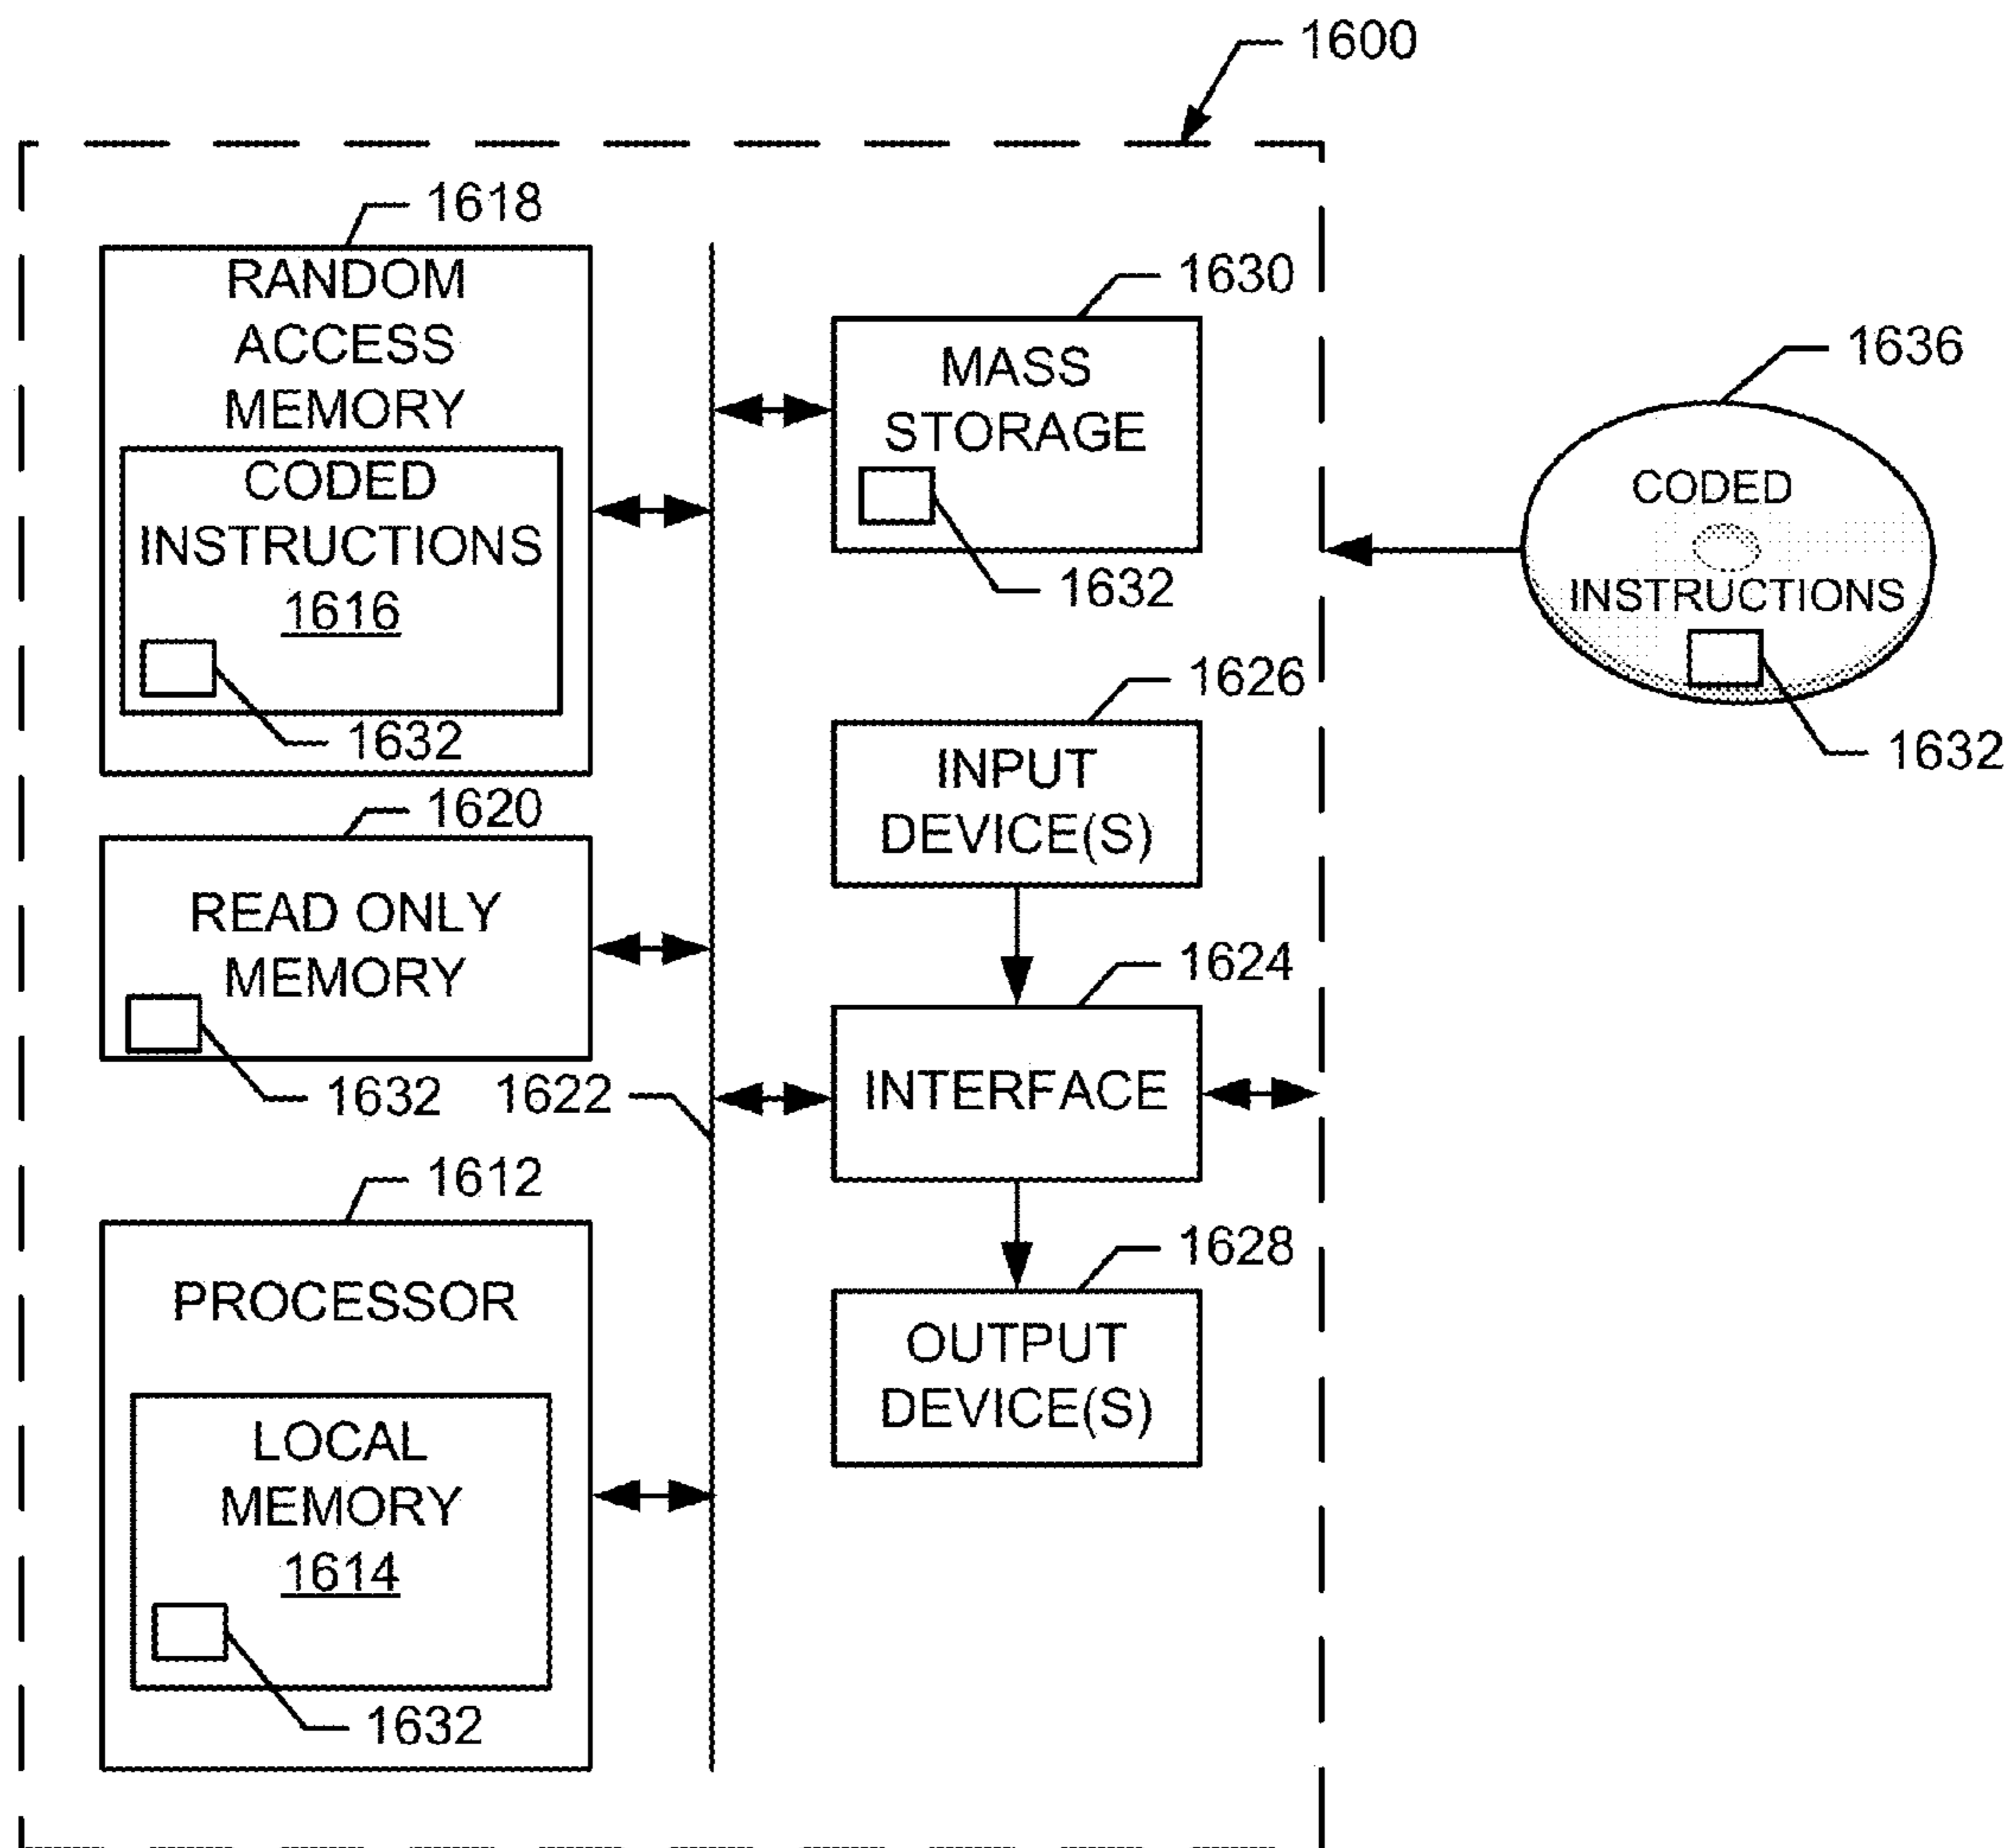 1600
1618
RANDOM
ACCESS
MEMORY
CODED
INSTRUCTIONS
1616
1632
1620
READ ONLY
MEMORY
1632
1622
1612
PROCESSOR
LOCAL
MEMORY
1614
1632
1630
MASS
STORAGE
1632
1626
INPUT
DEVICE(S)
1624
INTERFACE
1628
OUTPUT
DEVICE(S)
1636
CODED
INSTRUCTIONS
1632